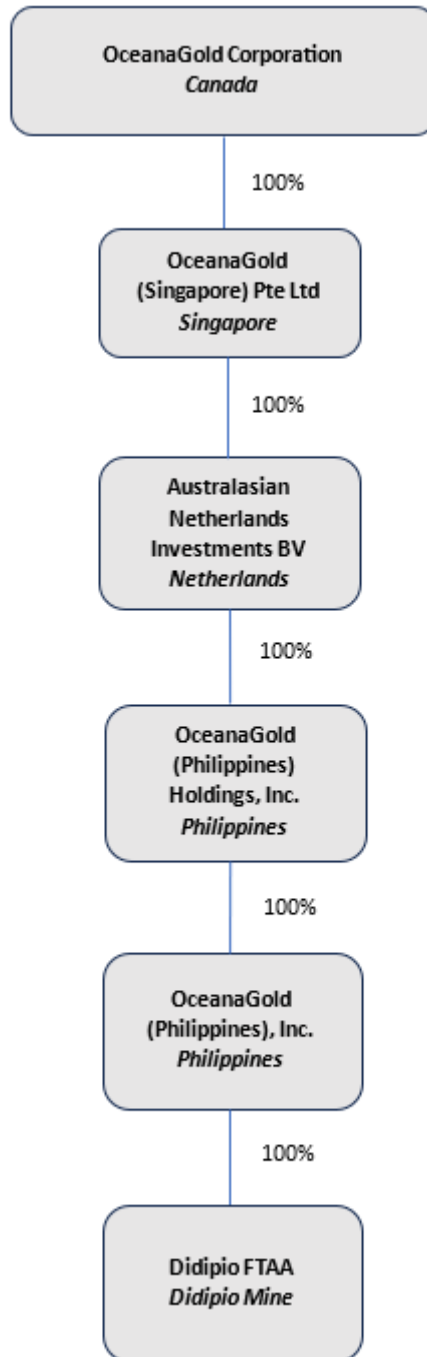 OceanaGold Corporation
Canada
100%
OceanaGold
(Singapore) Pte Ltd
Singapore
100%
Australasian
Netherlands
Investments BV
Netherlands
100%
OceanaGold
(Philippines)
Holdings, Inc.
Philippines
100%
OceanaGold
(Philippines), Inc.
Philippines
100%
Didipio FTAA
Didipio Mine